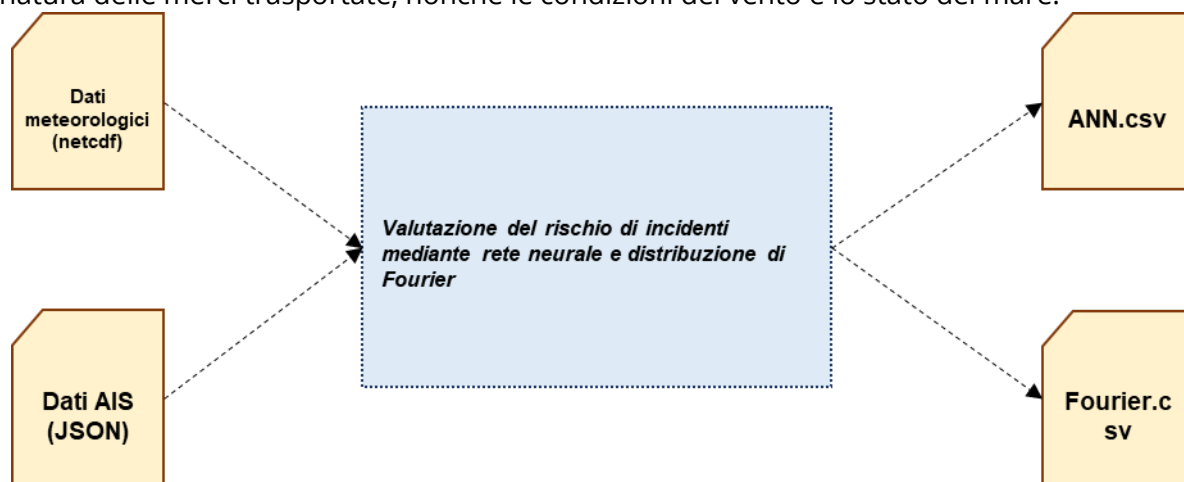 natura delle merci trasportate, nonché le condizioni del vento e lo stato del mare.
Dati
meteorologici
(netcdf)
ANN.csv
Valutazione del rischio di incidenti
mediante rete neurale e distribuzione di
Fourier
Dati AIS
(JSON)
Fourier.c
sv